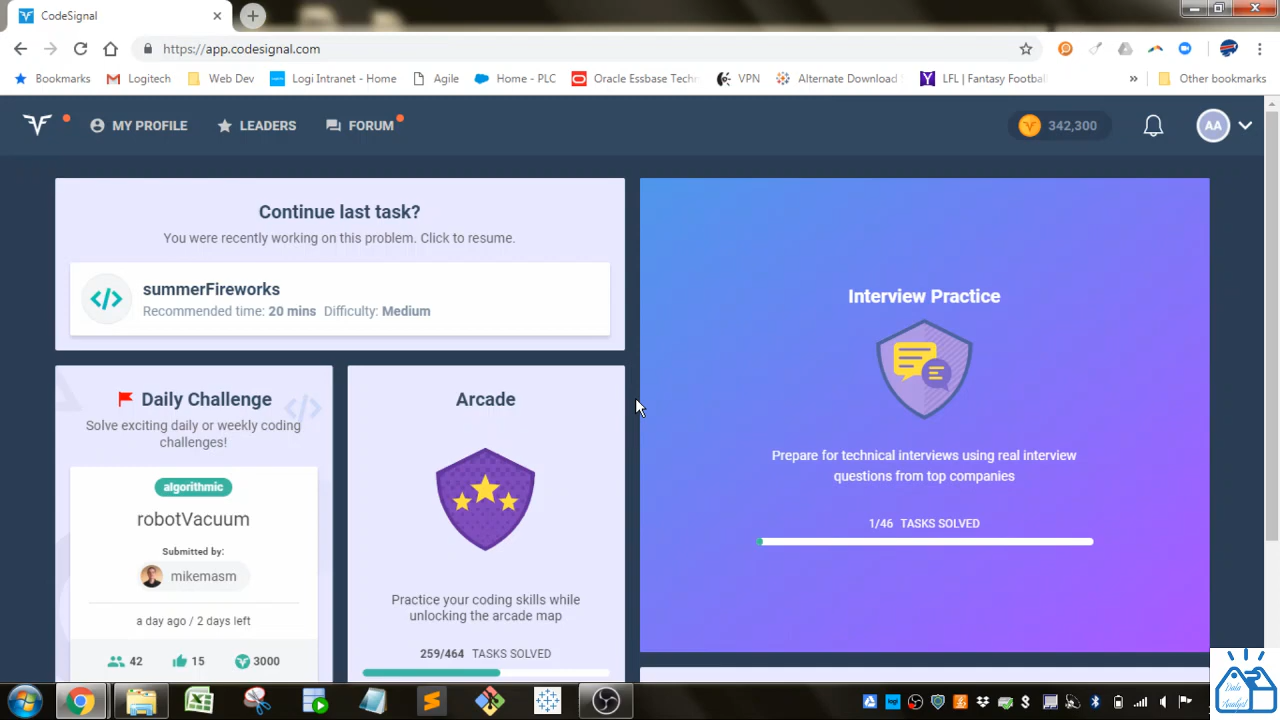 CodeSignal
https://app.codesignal.com
Bookmarks
Logitech
Web Dev
Logi Intranet - Home
Agile
Home - PLC
Oracle Essbase Techn
VPN
Alternate Download
LFL | Fantasy Football
»
Other bookmarks
MY PROFILE
LEADERS
FORUM
342,300
AA
Continue last task?
You were recently working on this problem. Click to resume.
</>
summerFireworks
Recommended time: 20 mins Difficulty: Medium
Daily Challenge
Solve exciting daily or weekly coding
challenges!
algorithmic
robotVacuum
Submitted by:
mikemasm
a day ago / 2 days left
42
15
3000
Arcade
Practice your coding skills while
unlocking the arcade map
259/464 TASKS SOLVED
Interview Practice
Prepare for technical interviews using real interview
questions from top companies
1/46 TASKS SOLVED
Data
Analyst